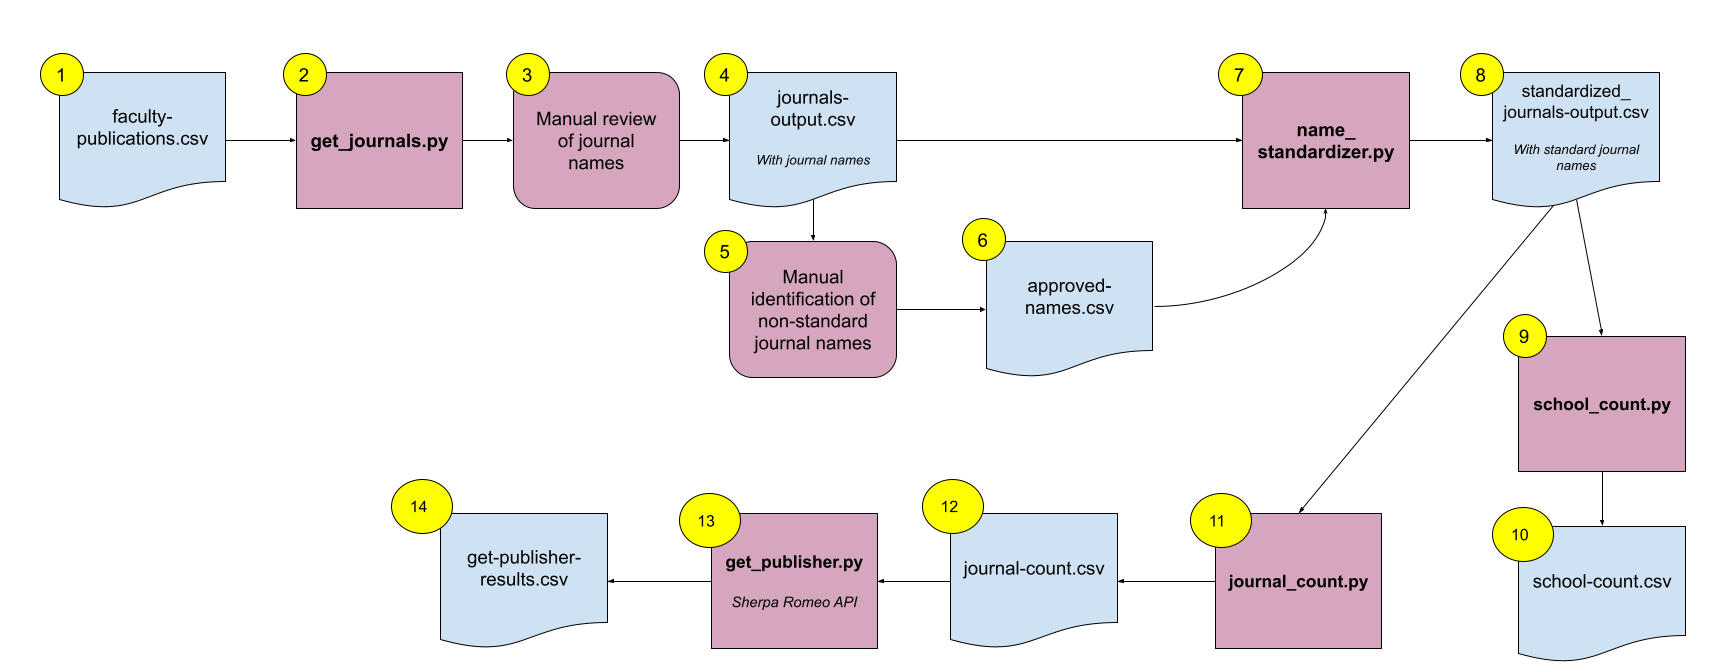 1
faculty-
publications.csv
2
get_journals.py
3
Manual review
of journal
names
4
journals-
output.csv
With journal names
5
Manual
identification of
non-standard
journal names
6
approved-
names.csv
7
name_
standardizer.py
8
standardized_
journals-output.csv
With standard journal
names
9
school_count.py
10
school-count.csv
11
journal_count.py
12
journal-count.csv
13
get_publisher.py
Sherpa Romeo API
14
get-publisher-
results.csv